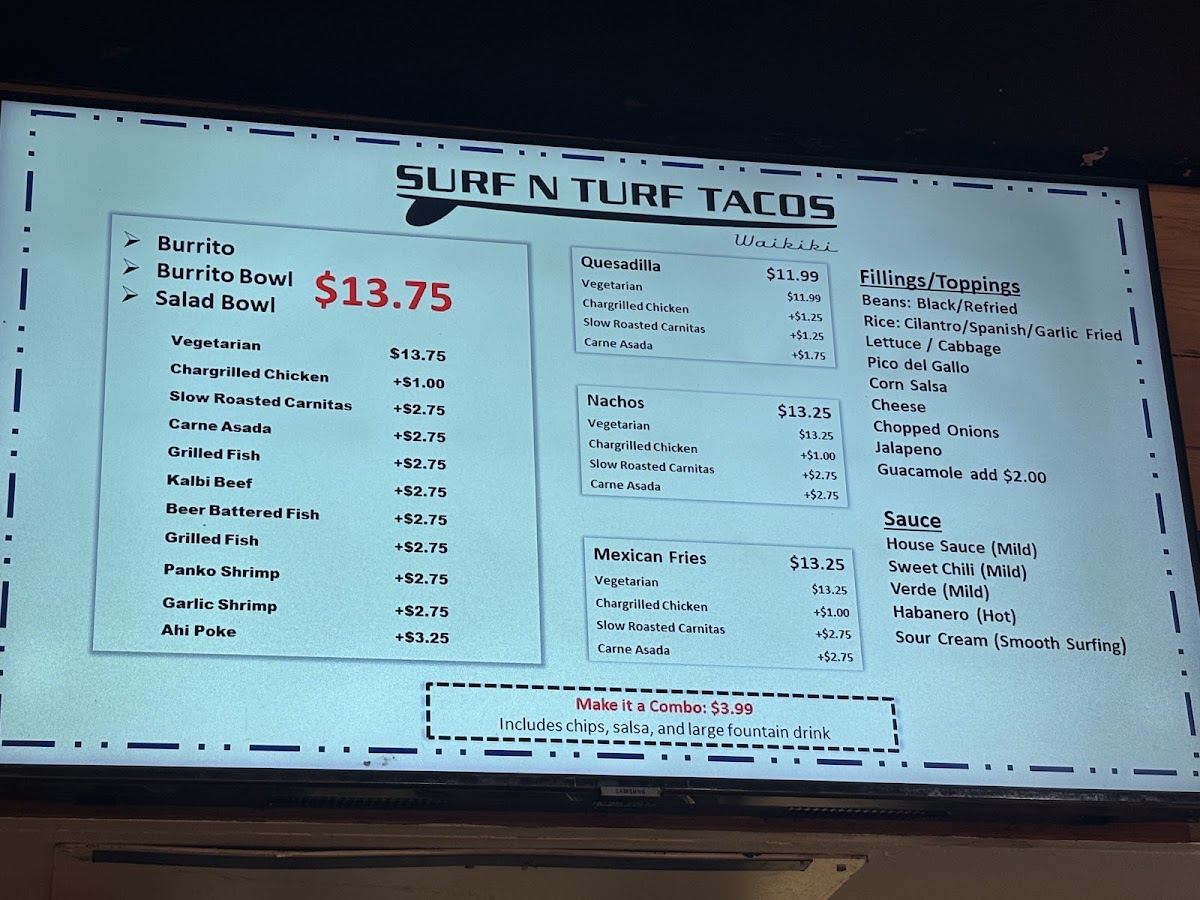 SURF N TURF TACOS
Waikiki
➢ Burrito
➢ Burrito Bowl
➢ Salad Bowl
$13.75
Vegetarian $13.75
Chargrilled Chicken +$1.00
Slow Roasted Carnitas +$2.75
Carne Asada +$2.75
Grilled Fish +$2.75
Kalbi Beef +$2.75
Beer Battered Fish +$2.75
Grilled Fish +$2.75
Panko Shrimp +$2.75
Garlic Shrimp +$2.75
Ahi Poke +$3.25
Quesadilla $11.99
Vegetarian $11.99
Chargrilled Chicken +$1.25
Slow Roasted Carnitas +$1.25
Carne Asada +$1.75
Nachos $13.25
Vegetarian $13.25
Chargrilled Chicken +$1.00
Slow Roasted Carnitas +$2.75
Carne Asada +$2.75
Mexican Fries $13.25
Vegetarian $13.25
Chargrilled Chicken +$1.00
Slow Roasted Carnitas +$2.75
Carne Asada +$2.75
Fillings/Toppings
Beans: Black/Refried
Rice: Cilantro/Spanish/Garlic Fried
Lettuce / Cabbage
Pico del Gallo
Corn Salsa
Cheese
Chopped Onions
Jalapeno
Guacamole add $2.00
Sauce
House Sauce (Mild)
Sweet Chili (Mild)
Verde (Mild)
Habanero (Hot)
Sour Cream (Smooth Surfing)
Make it a Combo: $3.99
Includes chips, salsa, and large fountain drink
SAMSUNG